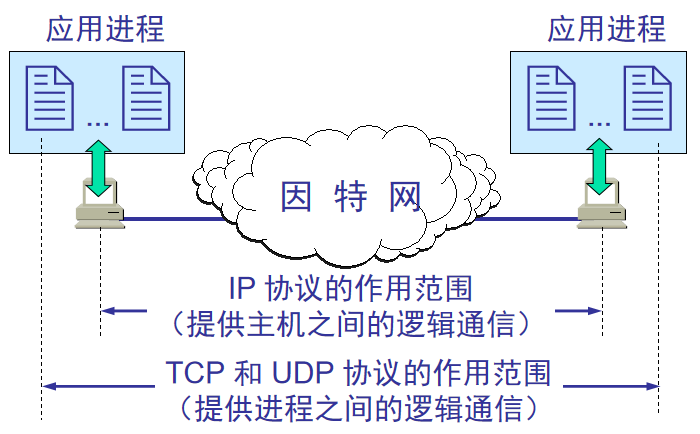 应用进程
应用进程
...
...
因特网
IP 协议的作用范围
（提供主机之间的逻辑通信）
TCP 和 UDP 协议的作用范围
（提供进程之间的逻辑通信）